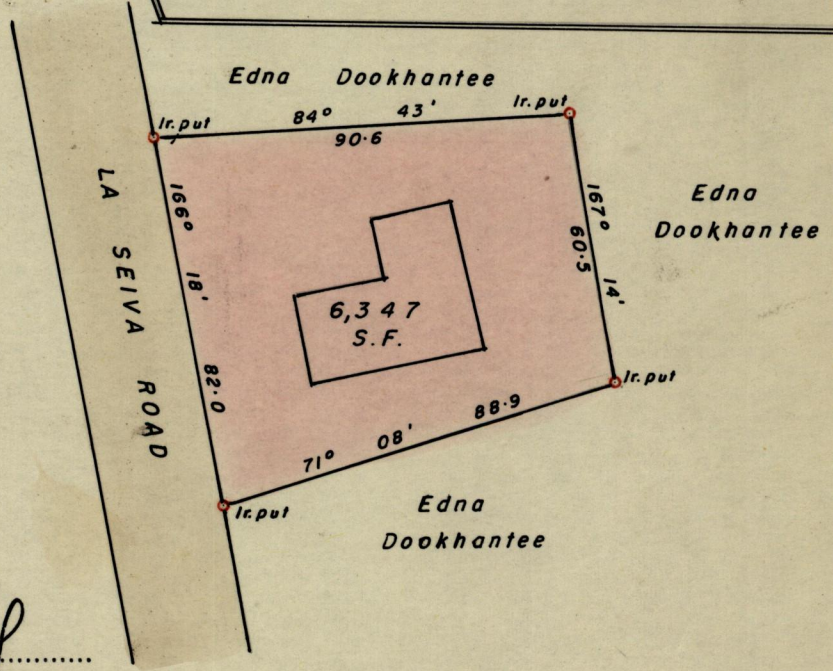 Edna Dookhantee
Ir. put
84° 43'
Ir. put
90·6
LA SEIVA ROAD
166° 18' 82·0
167° 14'
60·5
Edna
Dookhantee
6,347
S.F.
Ir. put
71° 08' 88·9
Ir. put
Edna
Dookhantee